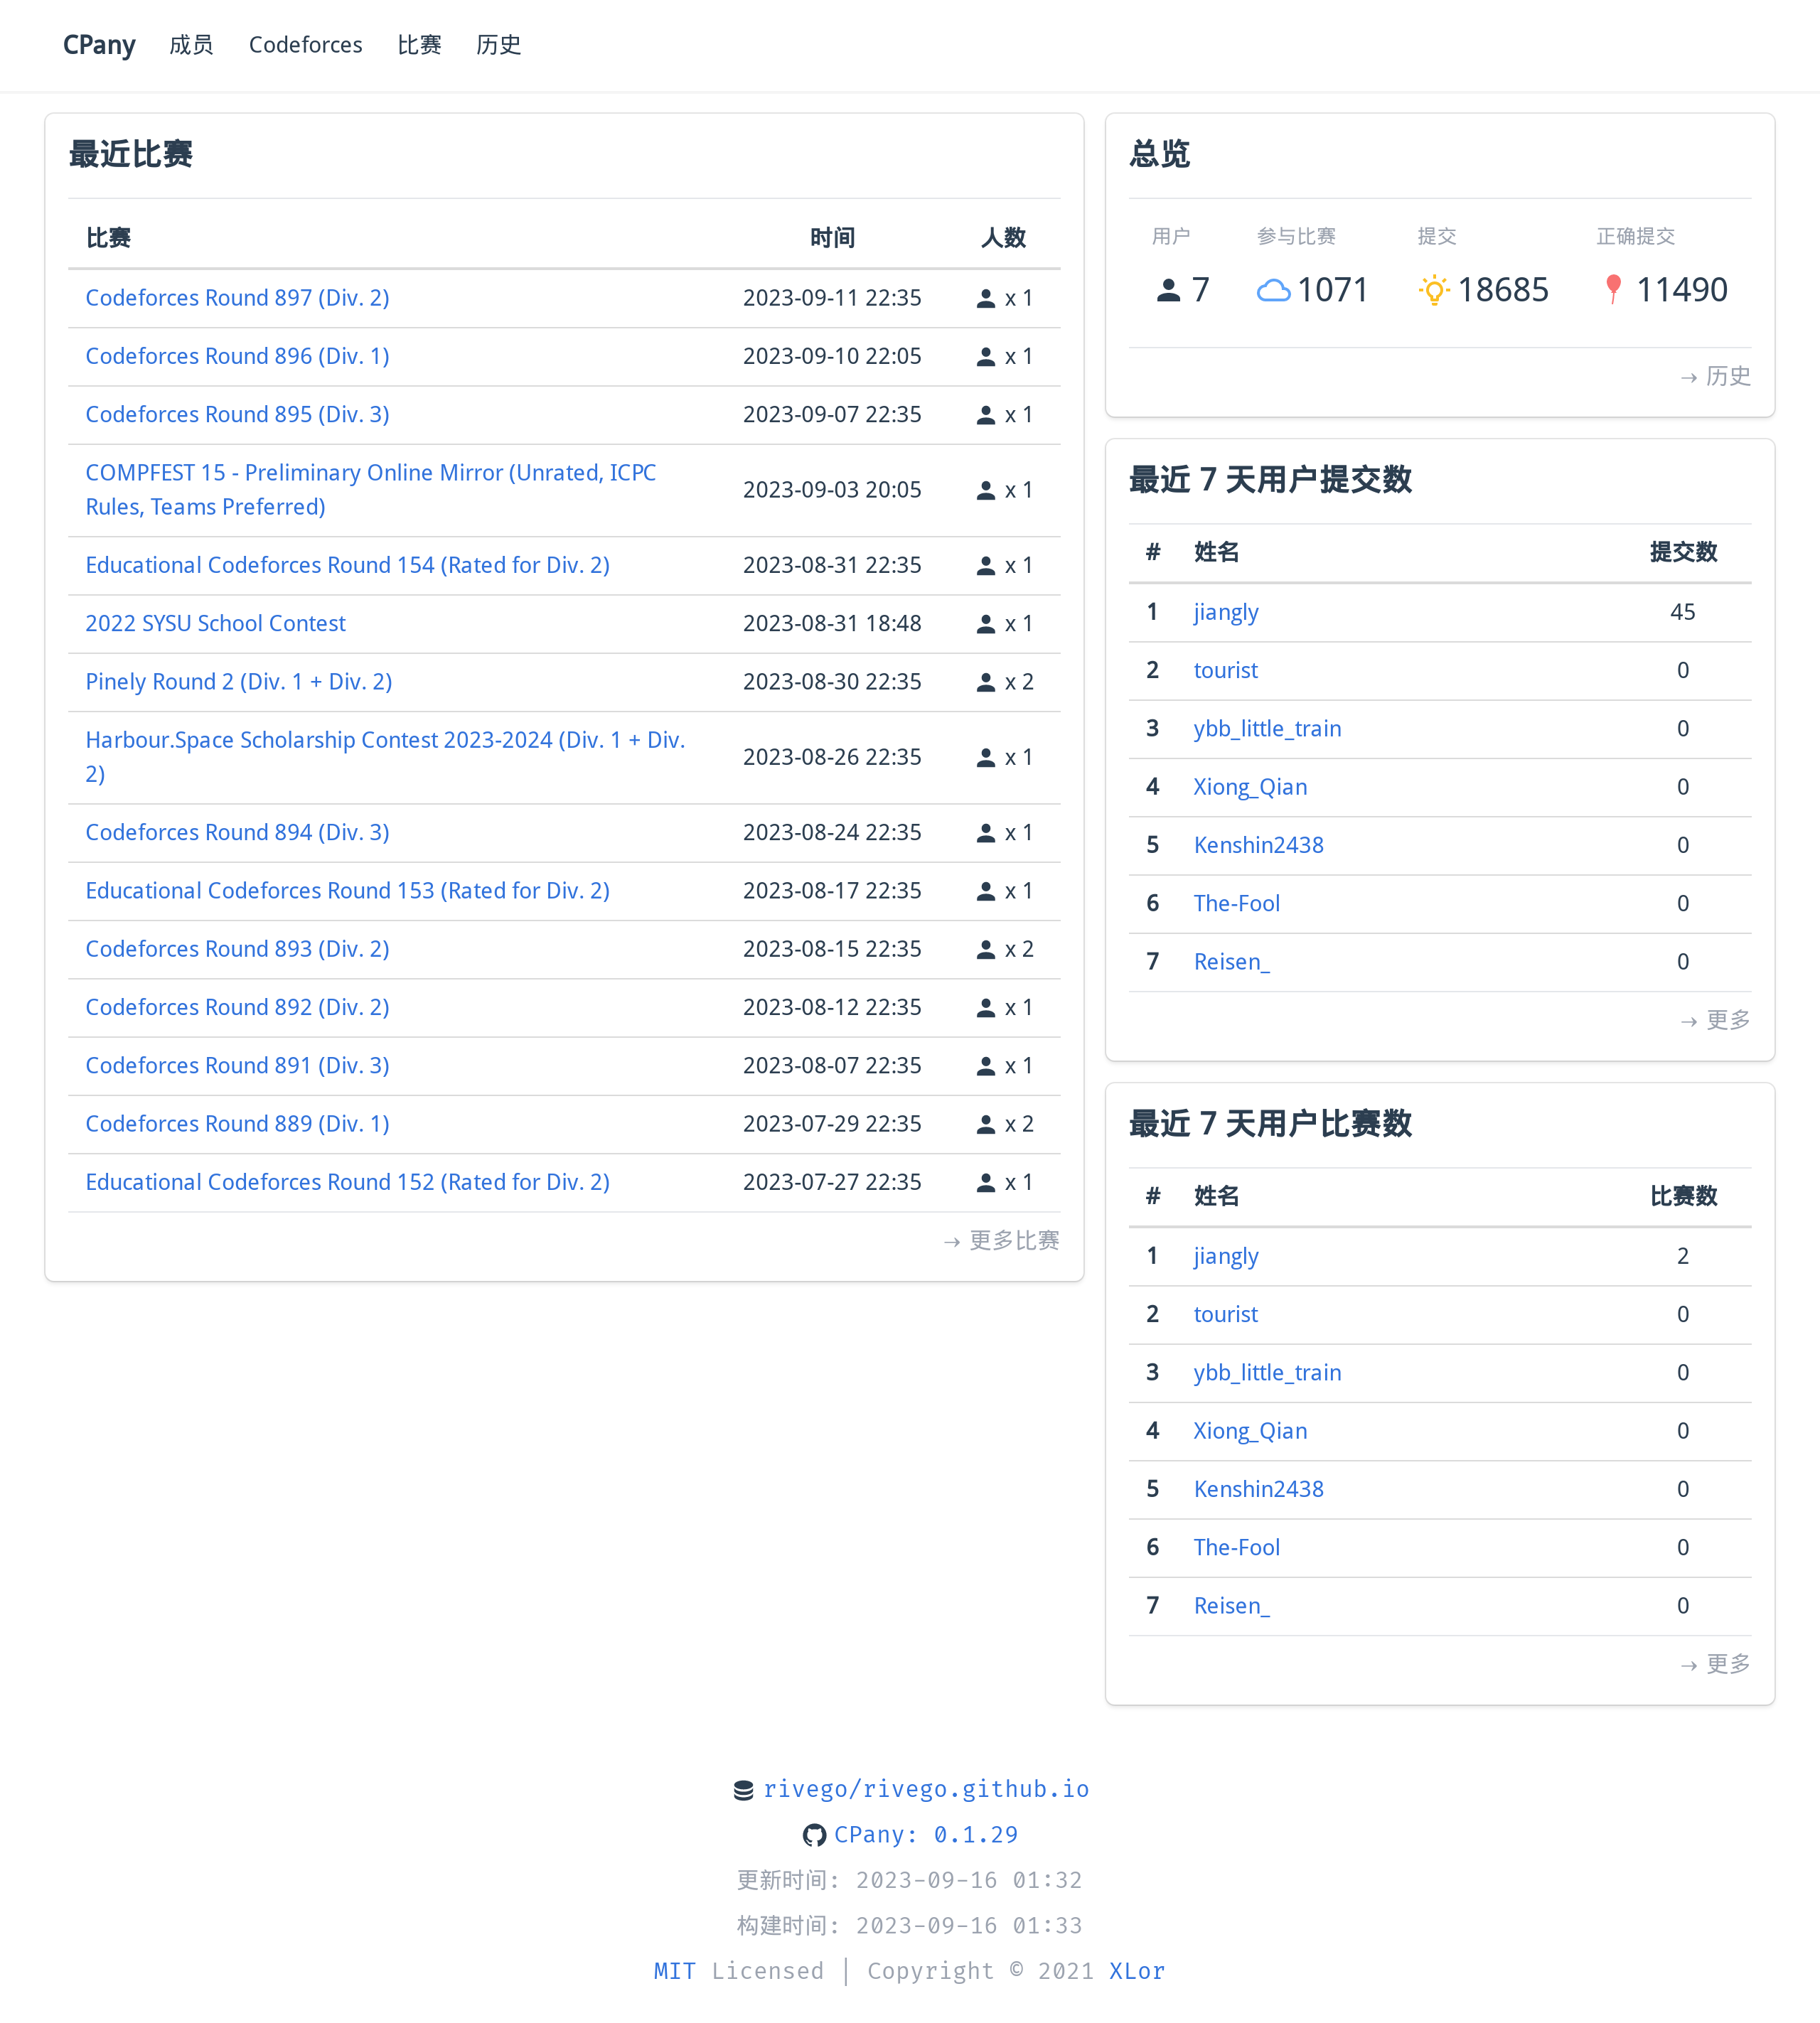 CPany 成员 Codeforces 比赛 历史
最近比赛
比赛 时间 人数
Codeforces Round 897 (Div. 2) 2023-09-11 22:35 x 1
Codeforces Round 896 (Div. 1) 2023-09-10 22:05 x 1
Codeforces Round 895 (Div. 3) 2023-09-07 22:35 x 1
COMPFEST 15 - Preliminary Online Mirror (Unrated, ICPC
Rules, Teams Preferred) 2023-09-03 20:05 x 1
Educational Codeforces Round 154 (Rated for Div. 2) 2023-08-31 22:35 x 1
2022 SYSU School Contest 2023-08-31 18:48 x 1
Pinely Round 2 (Div. 1 + Div. 2) 2023-08-30 22:35 x 2
Harbour.Space Scholarship Contest 2023-2024 (Div. 1 + Div.
2) 2023-08-26 22:35 x 1
Codeforces Round 894 (Div. 3) 2023-08-24 22:35 x 1
Educational Codeforces Round 153 (Rated for Div. 2) 2023-08-17 22:35 x 1
Codeforces Round 893 (Div. 2) 2023-08-15 22:35 x 2
Codeforces Round 892 (Div. 2) 2023-08-12 22:35 x 1
Codeforces Round 891 (Div. 3) 2023-08-07 22:35 x 1
Codeforces Round 889 (Div. 1) 2023-07-29 22:35 x 2
Educational Codeforces Round 152 (Rated for Div. 2) 2023-07-27 22:35 x 1
→ 更多比赛
总览
用户 参与比赛 提交 正确提交
7 1071 18685 11490
→ 历史
最近 7 天用户提交数
# 姓名 提交数
1 jiangly 45
2 tourist 0
3 ybb_little_train 0
4 Xiong_Qian 0
5 Kenshin2438 0
6 The-Fool 0
7 Reisen_ 0
→ 更多
最近 7 天用户比赛数
# 姓名 比赛数
1 jiangly 2
2 tourist 0
3 ybb_little_train 0
4 Xiong_Qian 0
5 Kenshin2438 0
6 The-Fool 0
7 Reisen_ 0
→ 更多
rivego/rivego.github.io
CPany: 0.1.29
更新时间: 2023-09-16 01:32
构建时间: 2023-09-16 01:33
MIT Licensed | Copyright © 2021 XLor